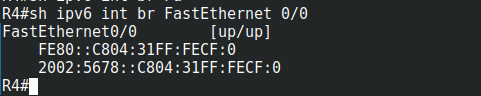 R4#sh ipv6 int br FastEthernet 0/0
FastEthernet0/0 [up/up]
FE80::C804:31FF:FECF:0
2002:5678::C804:31FF:FECF:0
R4#